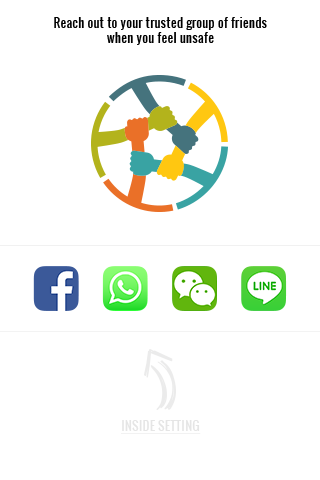 Reach out to your trusted group of friends
when you feel unsafe
LINE
INSIDE SETTING